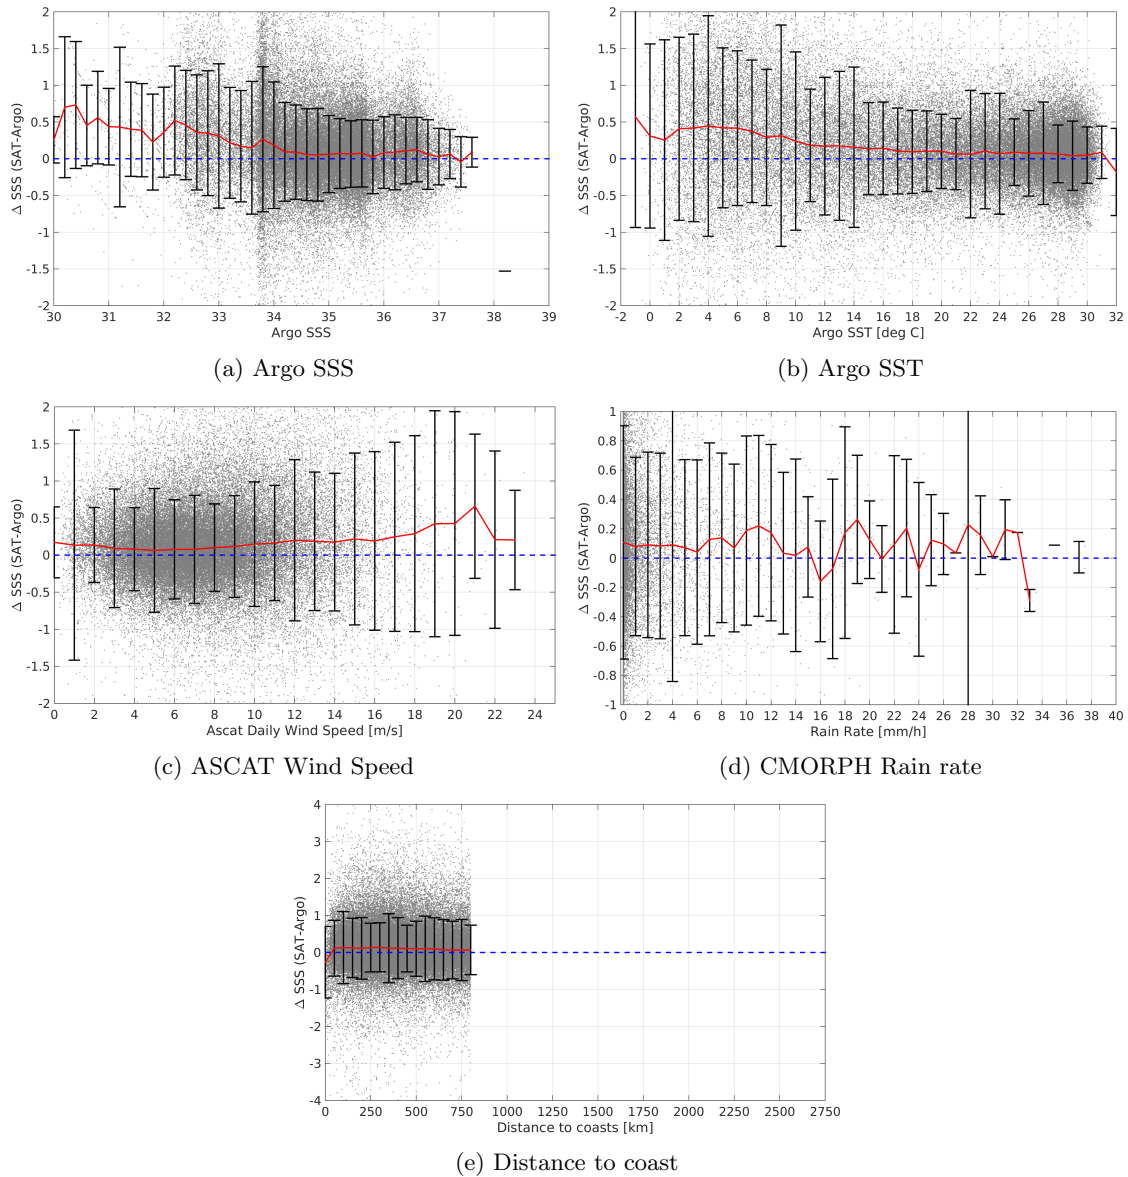 2
1.5
1
0.5
0
-0.5
-1
-1.5
-2
Δ SSS (SAT-Argo)
30 31 32 33 34 35 36 37 38 39
Argo SSS
(a) Argo SSS
2
1.5
1
0.5
0
-0.5
-1
-1.5
-2
Δ SSS (SAT-Argo)
-2 0 2 4 6 8 10 12 14 16 18 20 22 24 26 28 30 32
Argo SST [deg C]
(b) Argo SST
2
1.5
1
0.5
0
-0.5
-1
-1.5
-2
Δ SSS (SAT-Argo)
0 2 4 6 8 10 12 14 16 18 20 22 24
Ascat Daily Wind Speed [m/s]
(c) ASCAT Wind Speed
1
0.8
0.6
0.4
0.2
0
-0.2
-0.4
-0.6
-0.8
-1
Δ SSS (SAT-Argo)
0 2 4 6 8 10 12 14 16 18 20 22 24 26 28 30 32 34 36 38 40
Rain Rate [mm/h]
(d) CMORPH Rain rate
4
3
2
1
0
-1
-2
-3
-4
Δ SSS (SAT-Argo)
0 250 500 750 1000 1250 1500 1750 2000 2250 2500 2750
Distance to coasts [km]
(e) Distance to coast